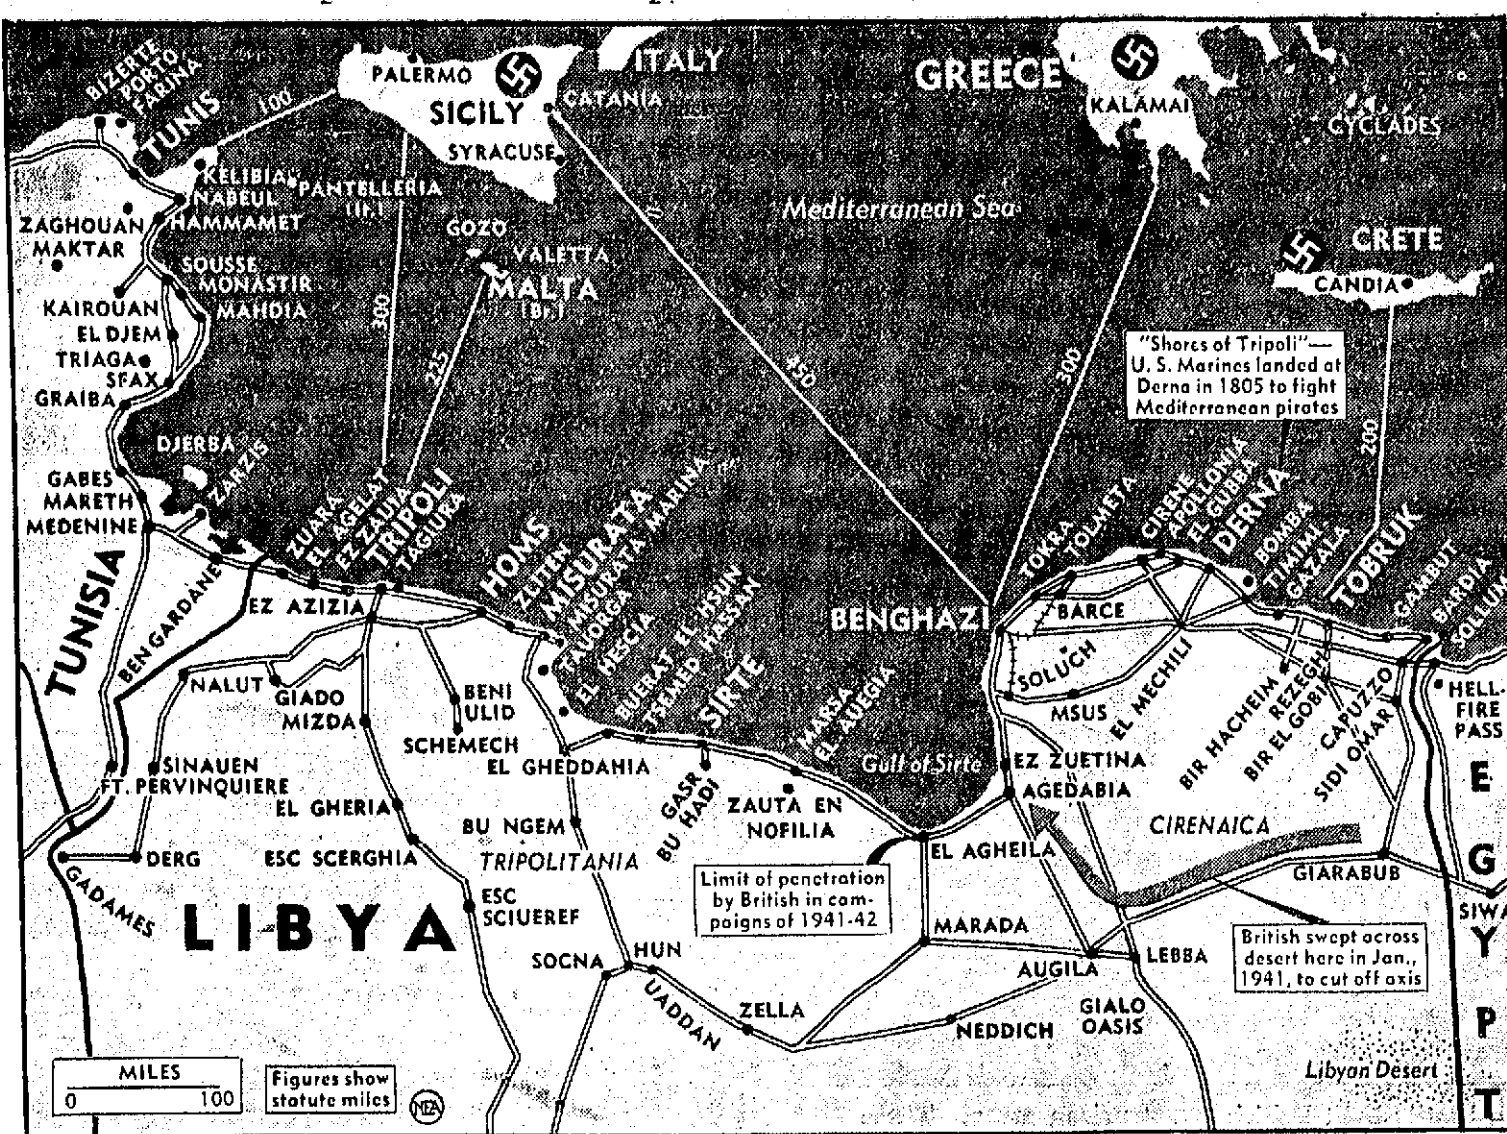 BIZERTE
PORTO
FARINA
TUNIS
100
PALERMO
SICILY
CATANIA
SYRACUSE
ITALY
GREECE
KALAMAI
CYCLADES
KELIBIA
NABEUL
HAMMAMET
PANTELLERIA
(It.)
ZAGHOUAN
MAKTAR
GOZO
VALETTA
MALTA
(Br.)
Mediterranean Sea
CRETE
CANDIA
SOUSSE
MONASTIR
MAHDIA
KAIROUAN
EL DJEM
TRIAGA
SFAX
GRAIBA
300
225
450
300
200
"Shores of Tripoli"—
U. S. Marines landed at
Derna in 1805 to fight
Mediterranean pirates
DJERBA
ZARZIS
GABES
MARETH
MEDENINE
TUNISIA
BEN GARDANE
ZUARA
EL AGELAT
EZ ZAUIA
TRIPOLI
TAGIURA
HOMS
ZLITEN
MISURATA
MISURATA MARINA
TAUORGA
EL HESCIA
BUERAT EL HSUN
TSEMED HASSAN
SIRTE
MARSA
EL AUEGIA
BENGHAZI
TOKRA
TOLMETA
CIRENE
APOLLONIA
EL GUBBA
DERNA
BOMBA
TIMIMI
GAZALA
TOBRUK
GAMBUT
BARDIA
SOLLUM
EZ AZIZIA
BARCE
SOLUCH
MSUS
EL MECHILI
BIR HACHEIM
REZEGH
BIR EL GOBI
CAPUZZO
SIDI OMAR
HELL-
FIRE
PASS
NALUT
GIADO
MIZDA
BENI
ULID
SCHEMECH
EL GHEDDAHIA
GASR
BU HADI
ZAUTA EN
NOFILIA
Gulf of Sirte
EZ ZUETINA
AGEDABIA
SINAUEN
FT. PERVINQUIERE
EL GHERIA
BU NGEM
TRIPOLITANIA
CIRENAICA
EL AGHEILA
DERG
GADAMES
ESC SCERGHIA
ESC
SCIUEREF
LIBYA
Limit of penetration
by British in cam-
paigns of 1941-42
GIARABUB
SIWA
EGYPT
MARADA
AUGILA
LEBBA
British swept across
desert here in Jan.,
1941, to cut off axis
SOCNA
HUN
UADDAN
ZELLA
NEDDICH
GIALO
OASIS
Libyan Desert
MILES
0 100
Figures show
statute miles
NEA